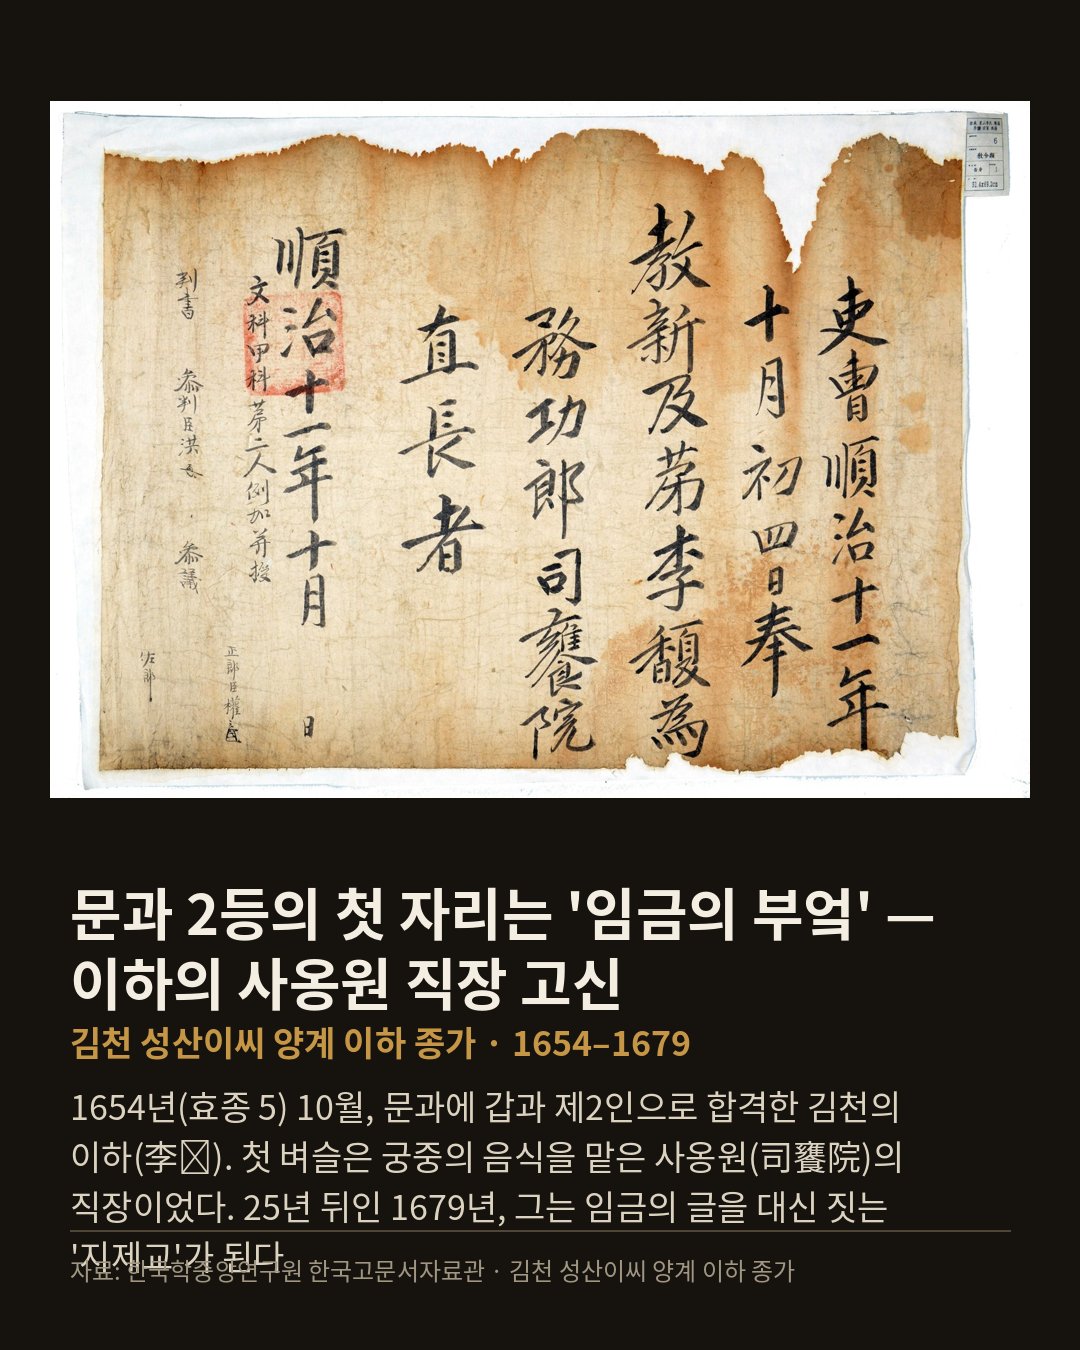 吏曹順治十一年
十月初四日奉
教新及苐李馥爲
務功郎司饔院
直長者
順治十一年十月 日
文科甲科苐二人例加并授
判書 叅判臣洪 叅議
正郎臣權
佐郎
문과 2등의 첫 자리는 '임금의 부엌' —
이하의 사옹원 직장 고신
김천 성산이씨 양계 이하 종가 · 1654–1679
1654년(효종 5) 10월, 문과에 갑과 제2인으로 합격한 김천의
이하(李). 첫 벼슬은 궁중의 음식을 맡은 사옹원(司饔院)의
직장이었다. 25년 뒤인 1679년, 그는 임금의 글을 대신 짓는
'지제교'가 된다
자료: 한국학중앙연구원 한국고문서자료관 · 김천 성산이씨 양계 이하 종가